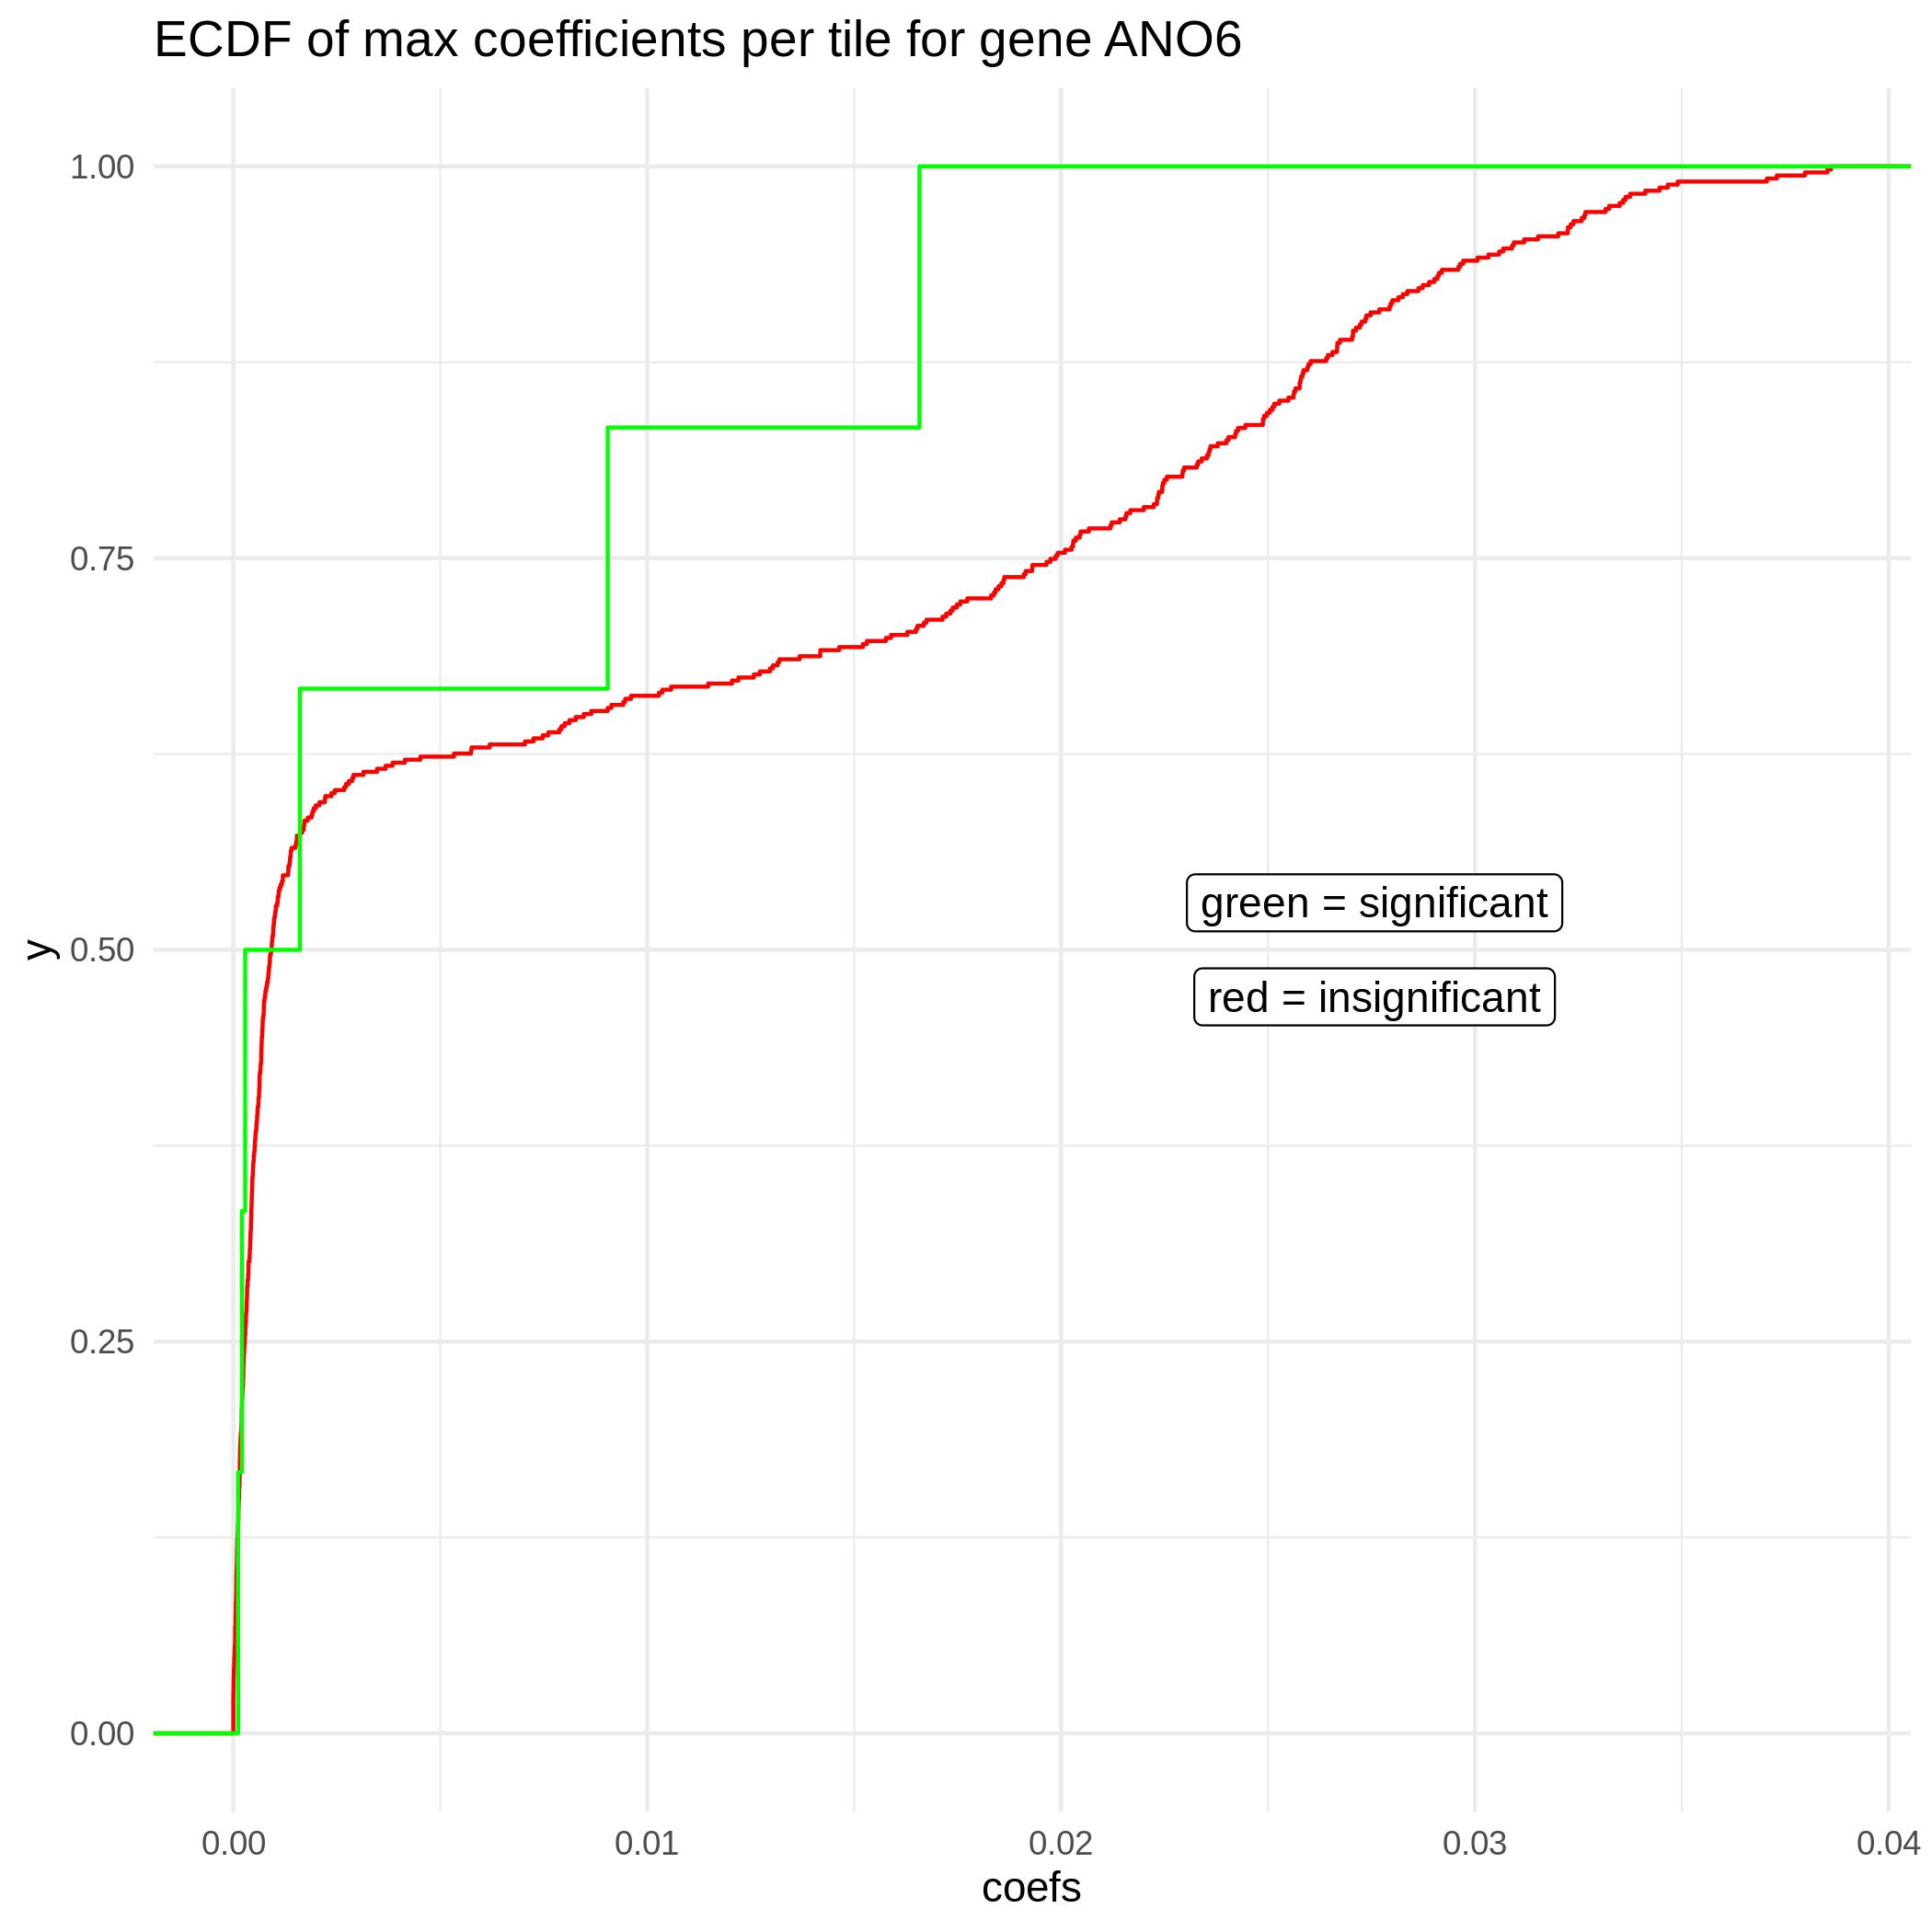 ECDF of max coefficients per tile for gene ANO6
1.00
0.75
0.50
0.25
0.00
y
green = significant
red = insignificant
0.00 0.01 0.02 0.03 0.04
coefs